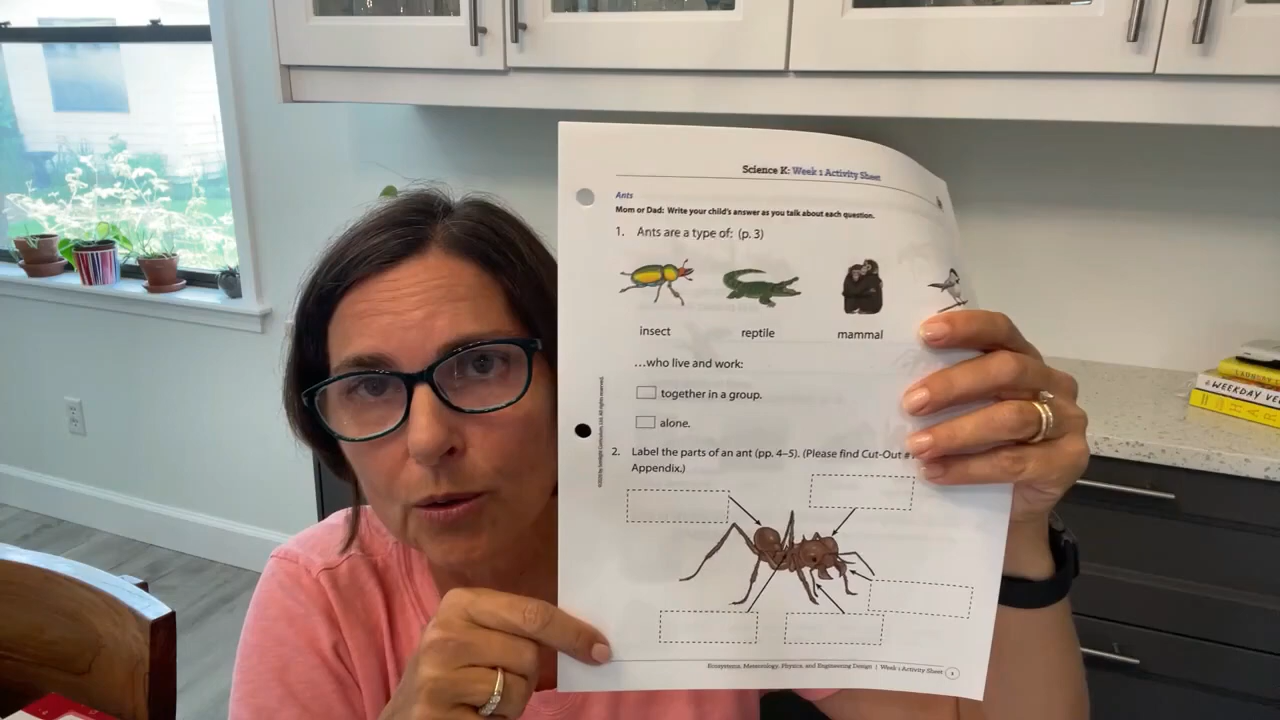 Science K: Week 1 Activity Sheet
Ants
Mom or Dad: Write your child's answer as you talk about each question.
1. Ants are a type of: (p. 3)
insect reptile mammal
...who live and work:
together in a group.
alone.
2. Label the parts of an ant (pp. 4–5). (Please find Cut-Out #
Appendix.)
Ecosystems, Meteorology, Physics, and Engineering Design | Week 1 Activity Sheet
WEEKDAY